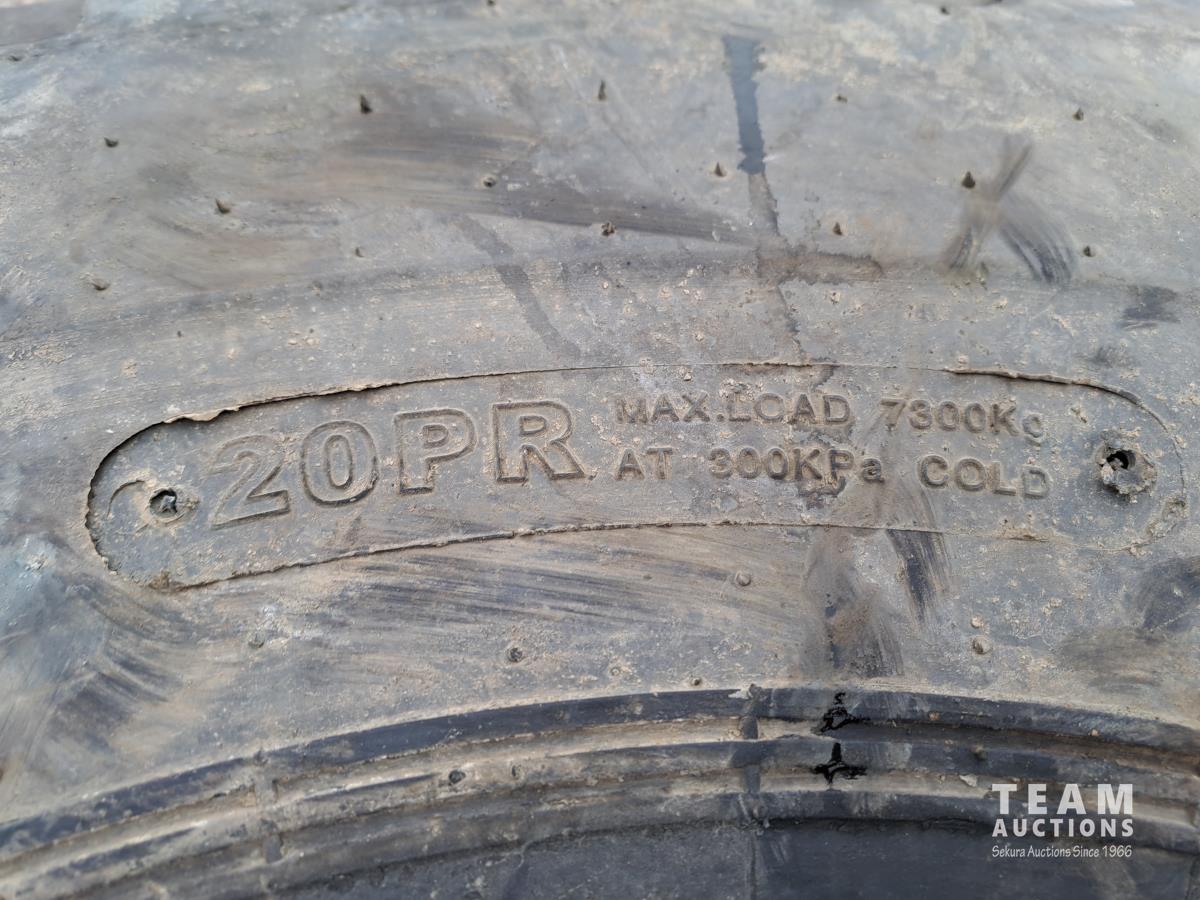 20PR
MAX.LOAD 7300Kg
AT 300KPa COLD
TEAM
AUCTIONS
Sekura Auctions Since 1966